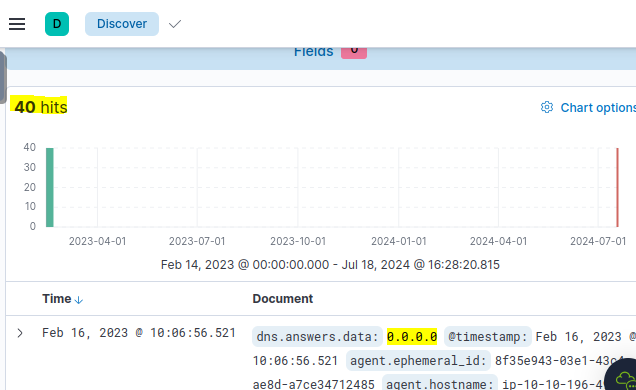 D Discover
Fields 0
40 hits
Chart options
40
30
20
10
0
2023-04-01 2023-07-01 2023-10-01 2024-01-01 2024-04-01 2024-07-01
Feb 14, 2023 @ 00:00:00.000 - Jul 18, 2024 @ 16:28:20.815
Time Document
Feb 16, 2023 @ 10:06:56.521 dns.answers.data: 0.0.0.0 @timestamp: Feb 16, 2023 @
10:06:56.521 agent.ephemeral_id: 8f35e943-03e1-43c4
ae8d-a7ce34712485 agent.hostname: ip-10-10-196-4